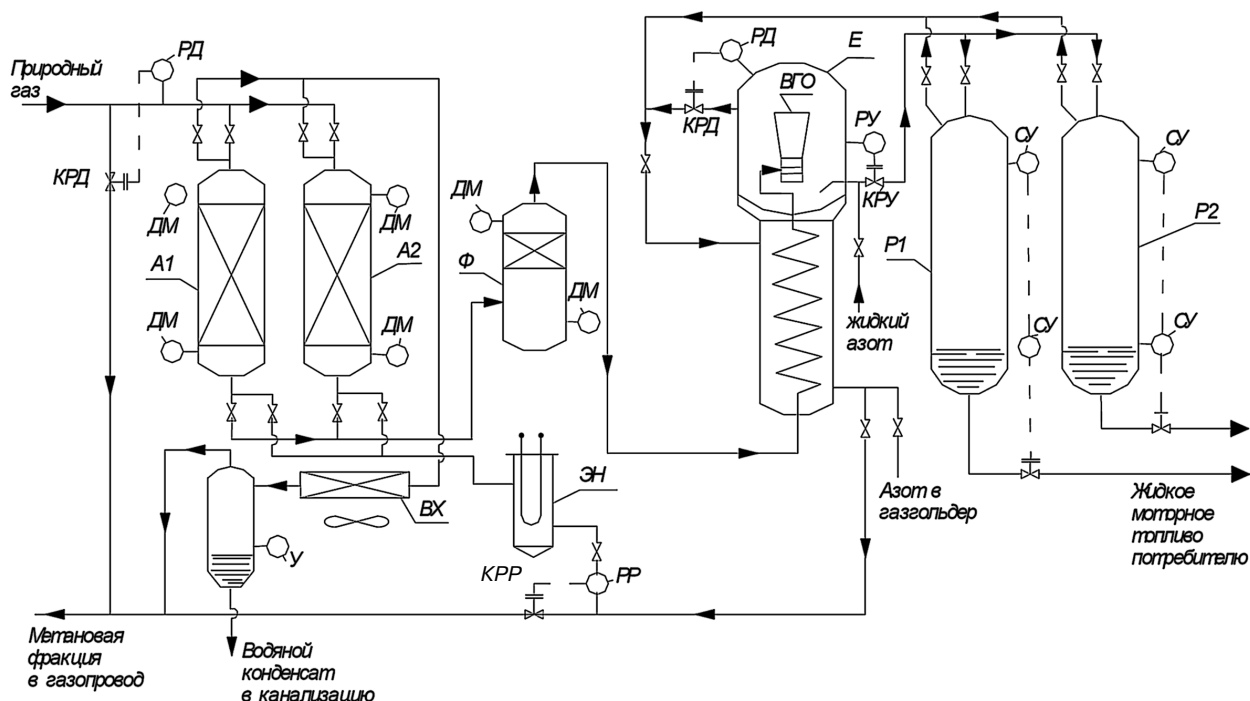 РД
Природный
газ
КРД
ДМ
ДМ
А1
А2
ДМ
ДМ
ДМ
Ф
ДМ
РД
Е
ВГО
КРД
РУ
КРУ
жидкий
азот
СУ
СУ
Р1
Р2
СУ
СУ
ВХ
ЭН
У
КРР
РР
Азот в
газгольдер
Жидкое
моторное
топливо
потребителю
Метановая
фракция
в газопровод
Водяной
конденсат
в канализацию